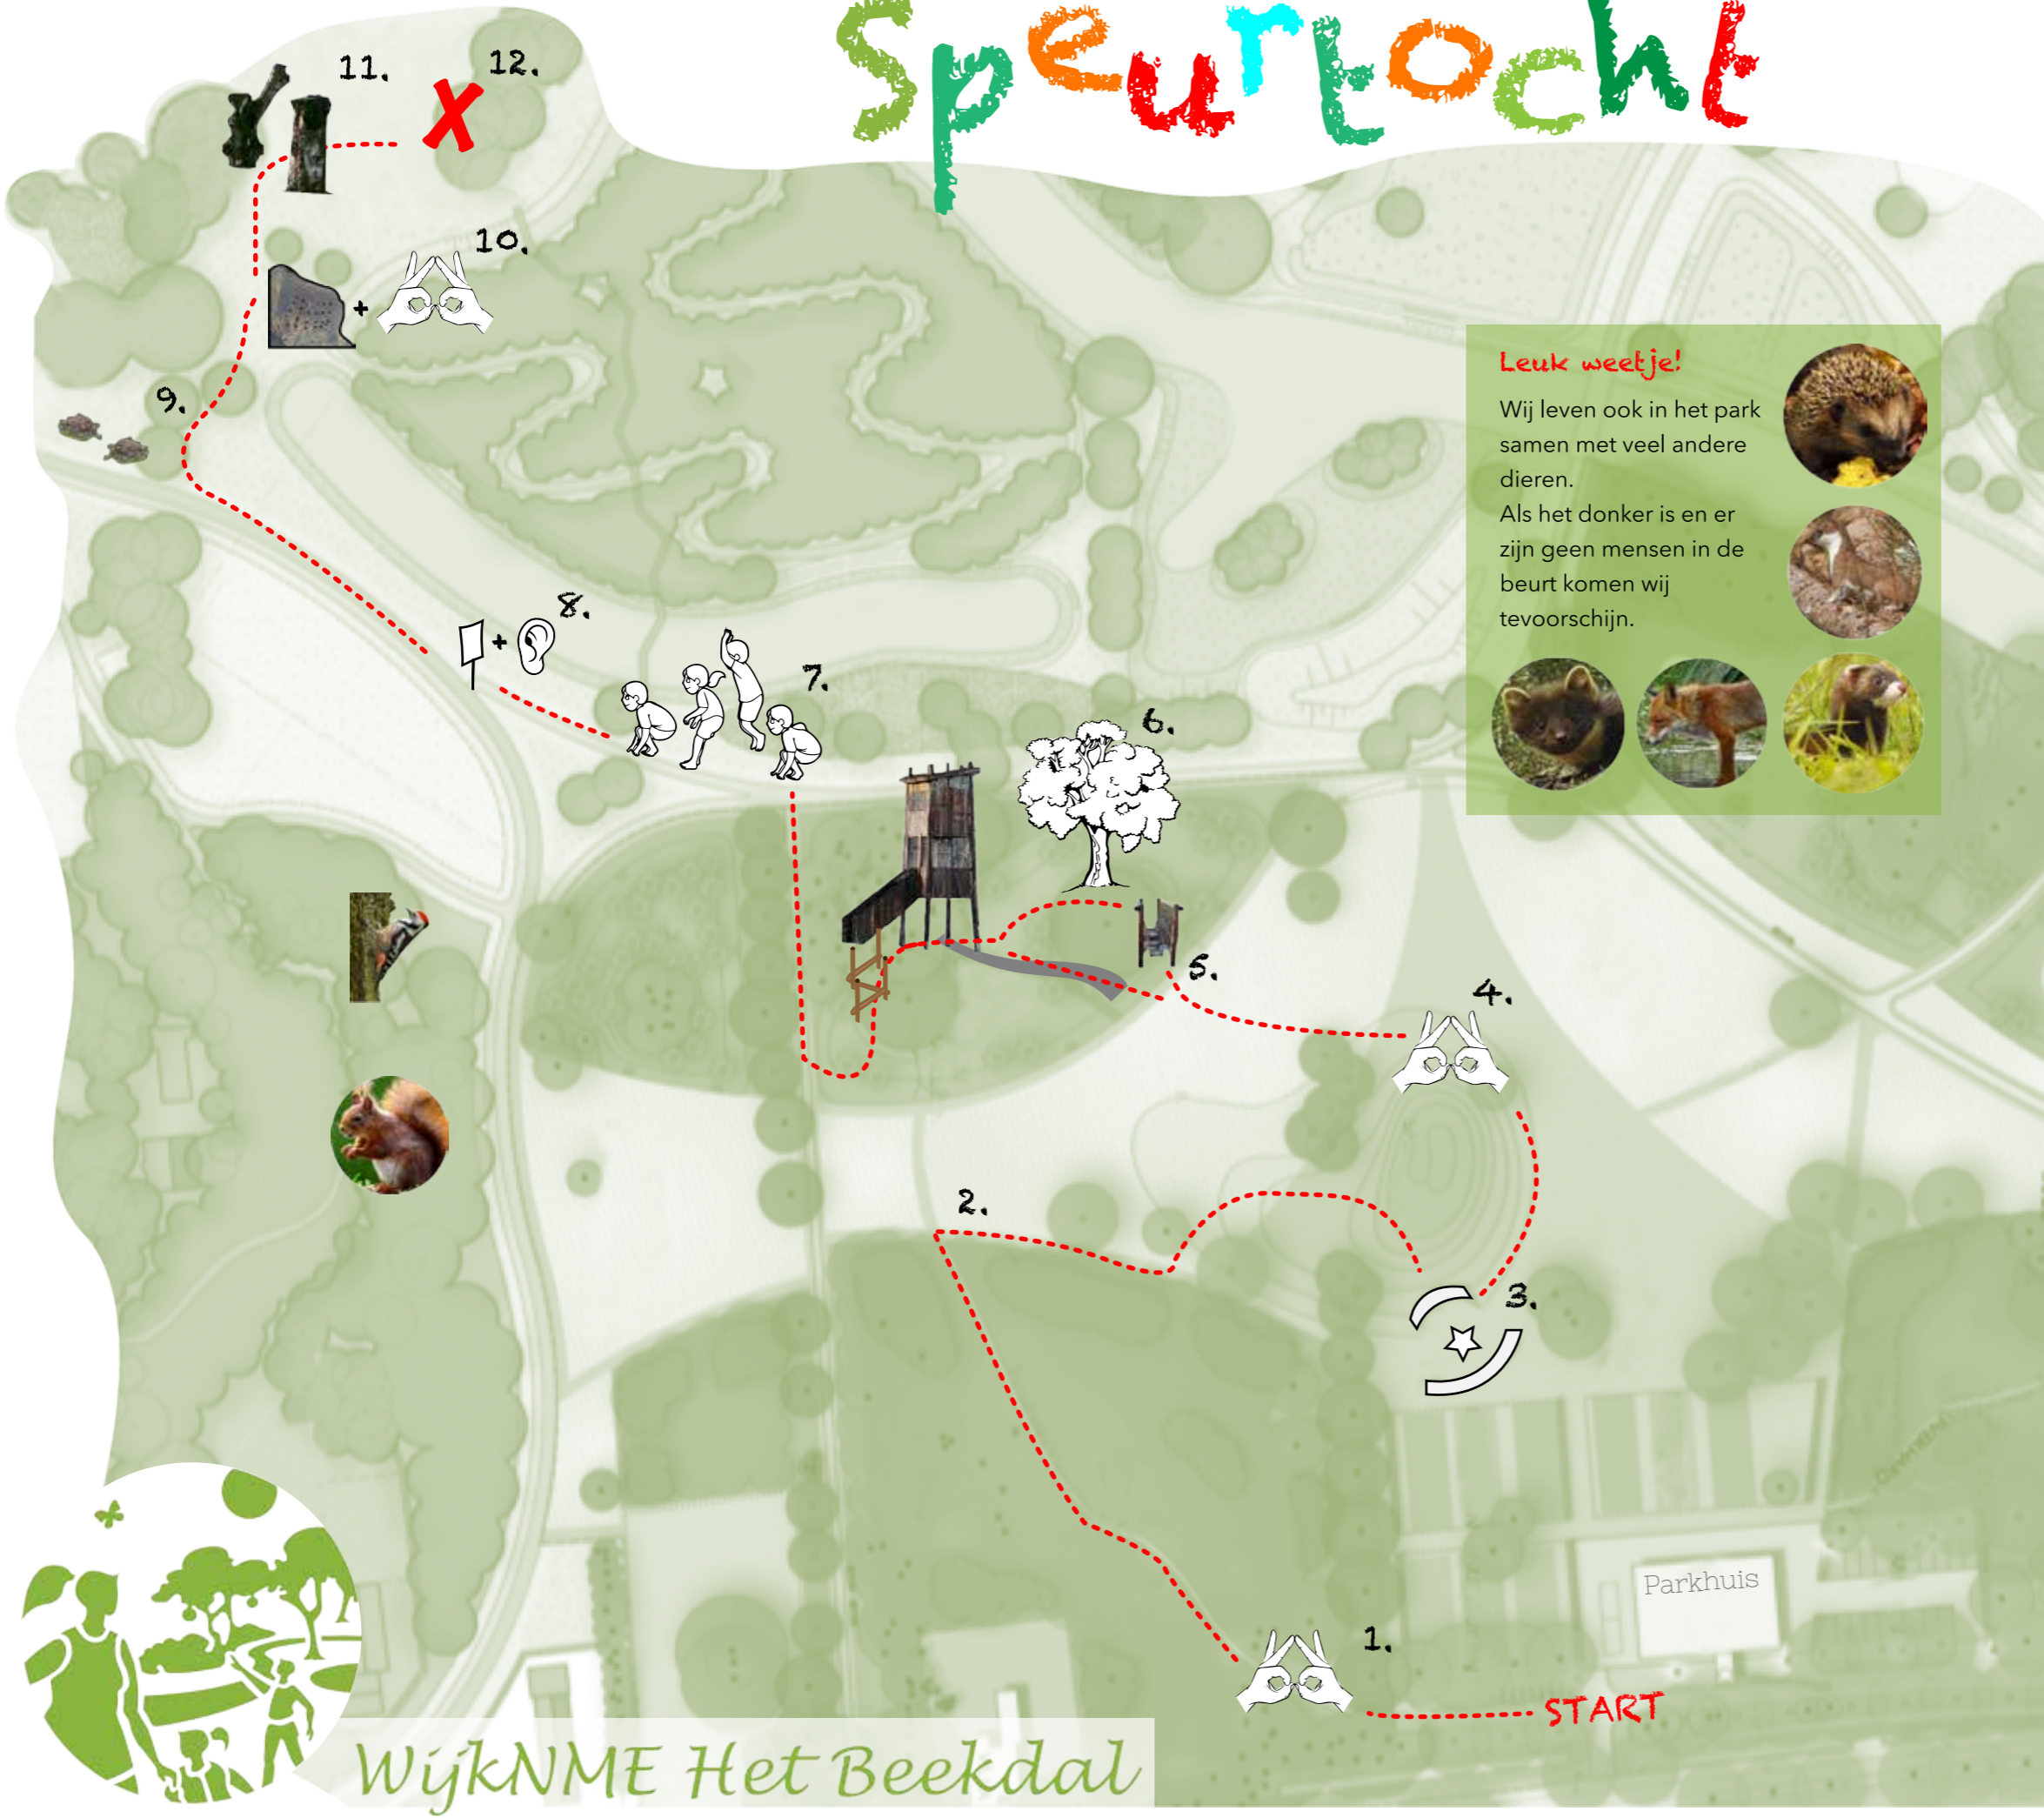 Speurtocht
11.
12.
10.
9.
Leuk weetje!
Wij leven ook in het park
samen met veel andere
dieren.
Als het donker is en er
zijn geen mensen in de
beurt komen wij
tevoorschijn.
8.
+
7.
6.
5.
4.
2.
3.
Parkhuis
1.
START
WijkNME Het Beekdal
+